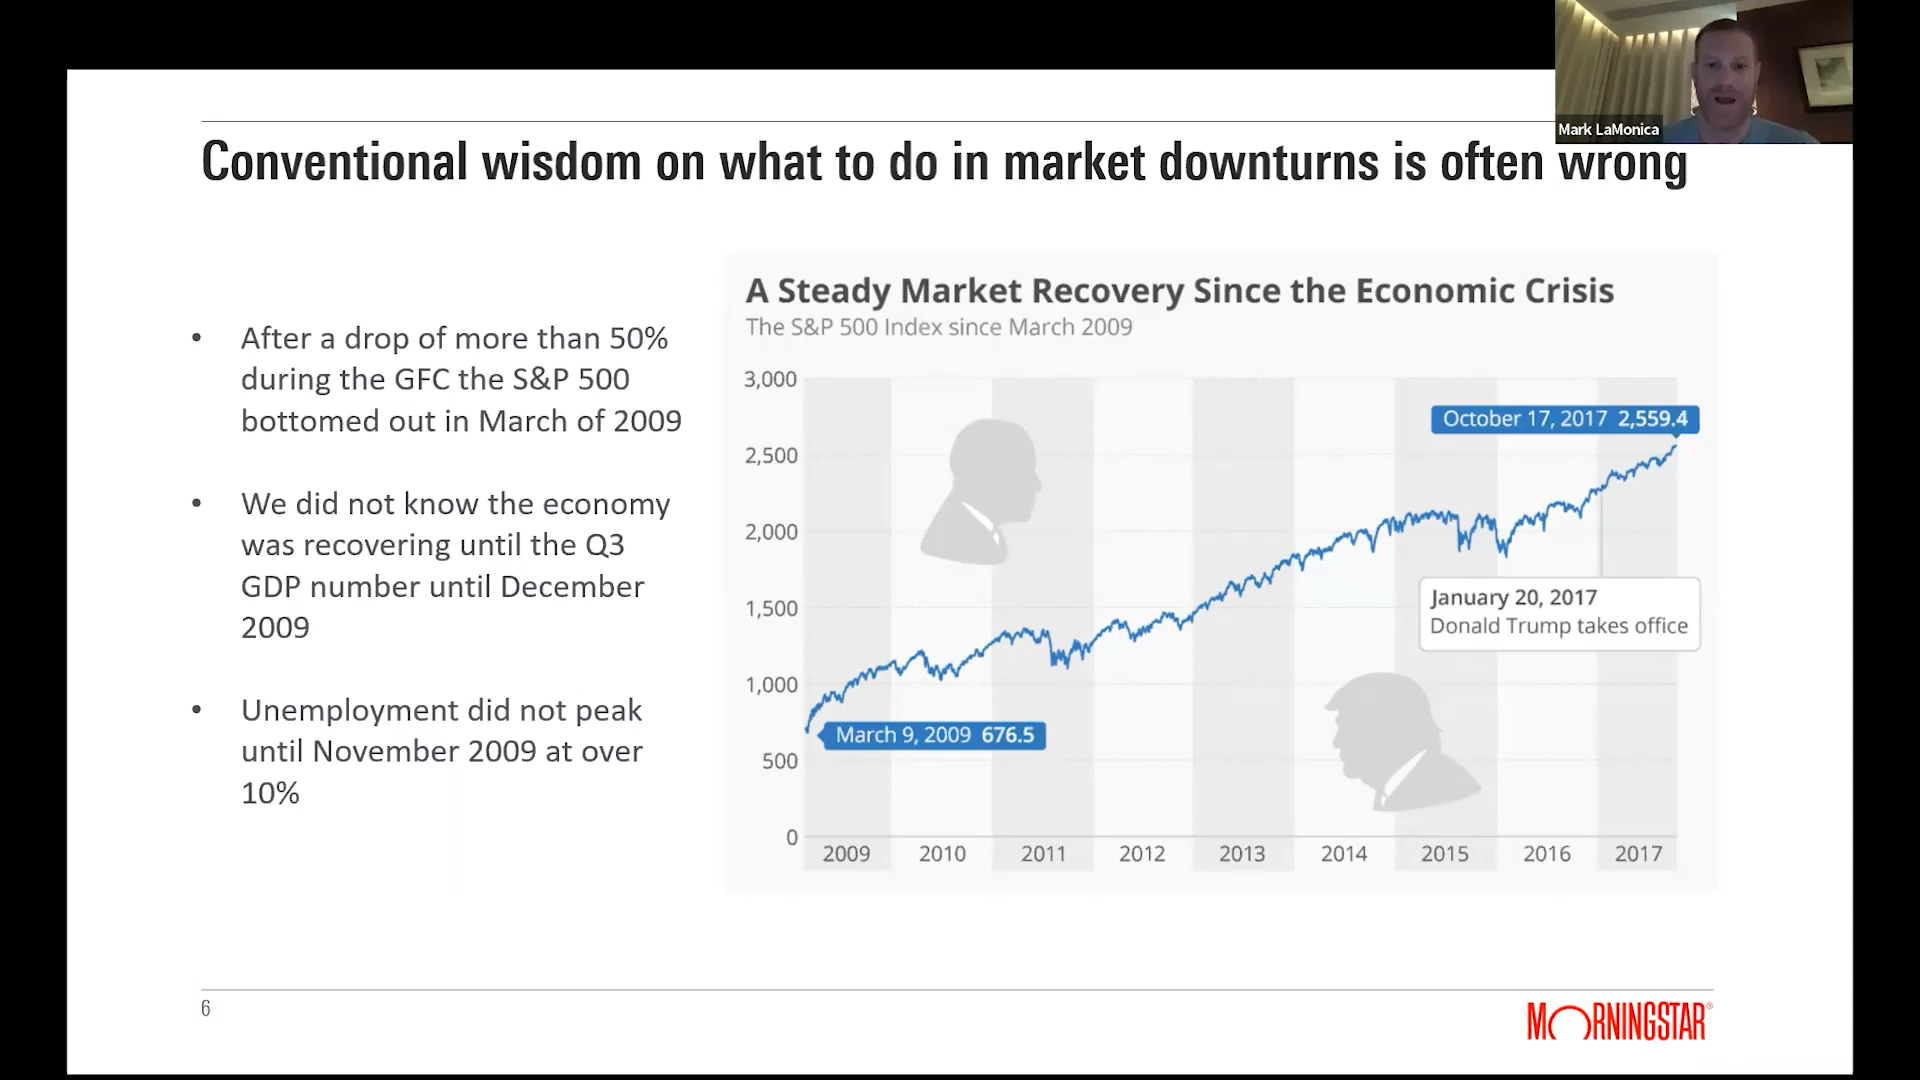 Mark LaMonica
Conventional wisdom on what to do in market downturns is often wrong
• After a drop of more than 50%
during the GFC the S&P 500
bottomed out in March of 2009
• We did not know the economy
was recovering until the Q3
GDP number until December
2009
• Unemployment did not peak
until November 2009 at over
10%
A Steady Market Recovery Since the Economic Crisis
The S&P 500 Index since March 2009
3,000
October 17, 2017 2,559.4
2,500
2,000
January 20, 2017
Donald Trump takes office
1,500
1,000
March 9, 2009 676.5
500
0
2009 2010 2011 2012 2013 2014 2015 2016 2017
6
MORNINGSTAR®